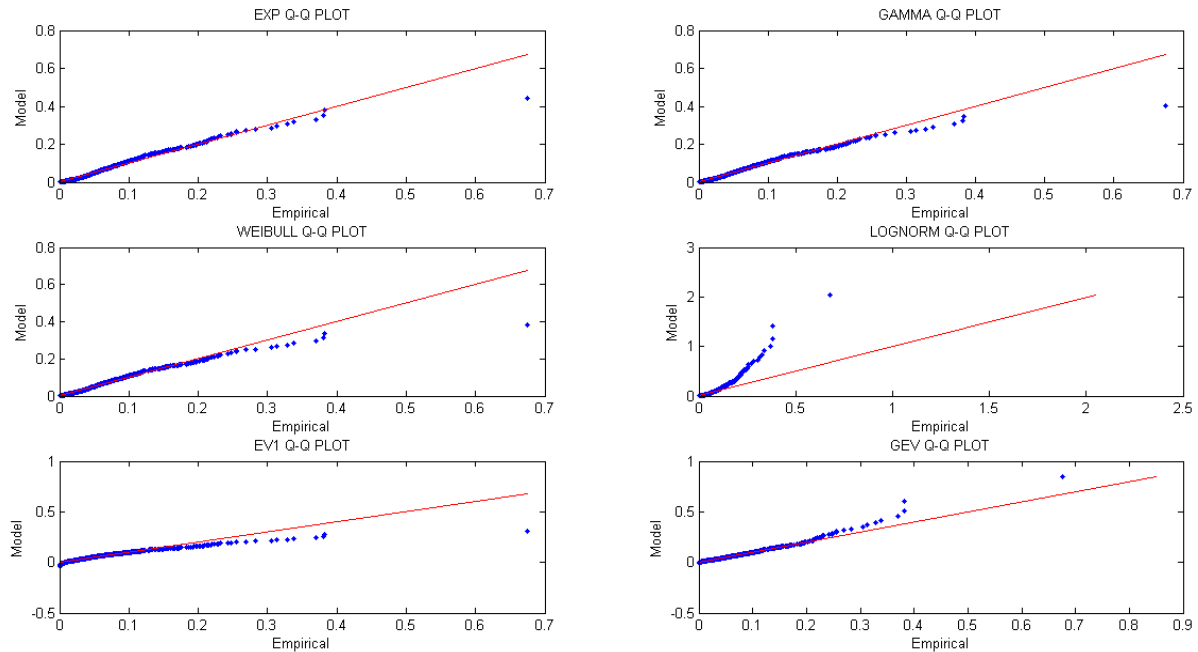 EXP Q-Q PLOT
0.8
0.6
0.4
0.2
0
Model
0 0.1 0.2 0.3 0.4 0.5 0.6 0.7
Empirical
GAMMA Q-Q PLOT
0.8
0.6
0.4
0.2
0
Model
0 0.1 0.2 0.3 0.4 0.5 0.6 0.7
Empirical
WEIBULL Q-Q PLOT
0.8
0.6
0.4
0.2
0
Model
0 0.1 0.2 0.3 0.4 0.5 0.6 0.7
Empirical
LOGNORM Q-Q PLOT
3
2
1
0
Model
0 0.5 1 1.5 2 2.5
Empirical
EV1 Q-Q PLOT
1
0.5
0
-0.5
Model
0 0.1 0.2 0.3 0.4 0.5 0.6 0.7
Empirical
GEV Q-Q PLOT
1
0.5
0
-0.5
Model
0 0.1 0.2 0.3 0.4 0.5 0.6 0.7 0.8 0.9
Empirical